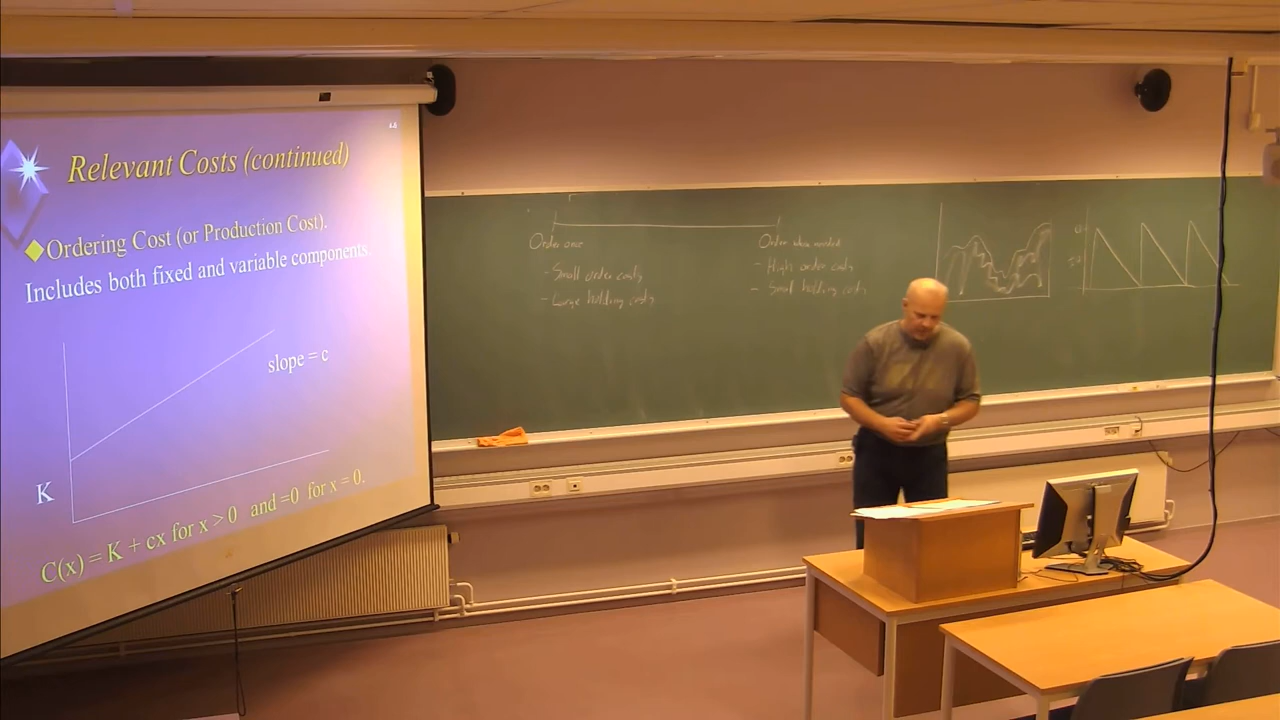 Relevant Costs (continued)
Ordering Cost (or Production Cost).
Includes both fixed and variable components.
slope = c
K
C(x) = K + cx for x > 0 and =0 for x = 0.
Order once
- Small order costs
- Large holding costs
Order when needed
- High order costs
- Small holding costs